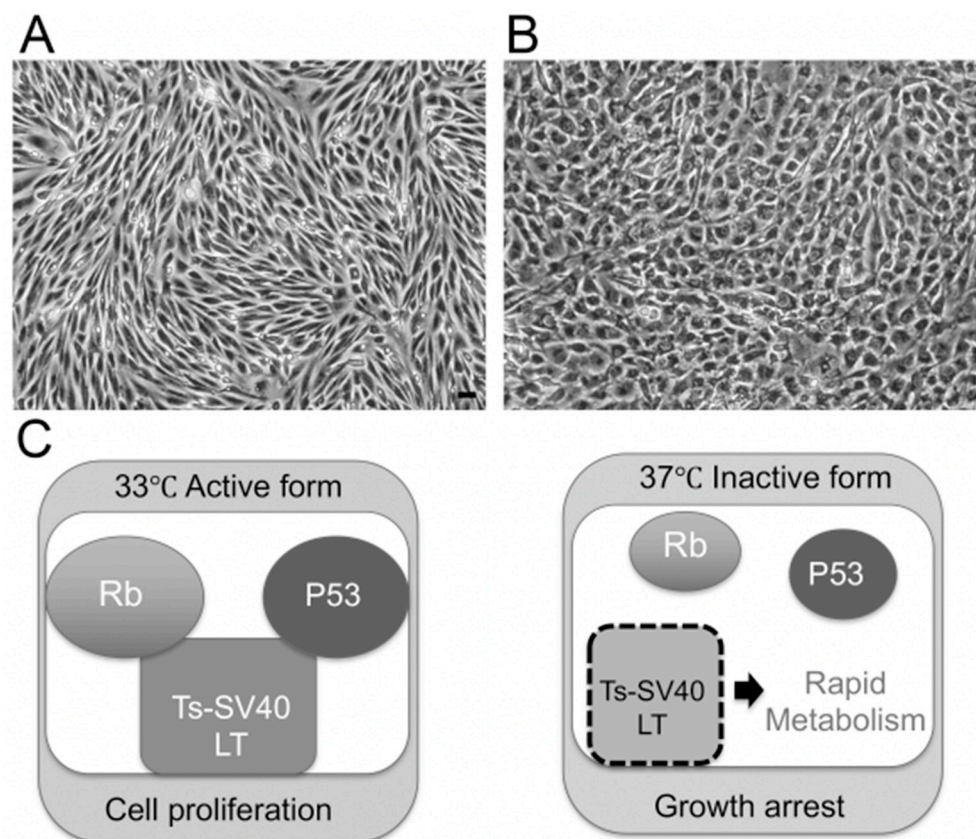 A
B
C
33℃ Active form
Rb
P53
Ts-SV40
LT
Cell proliferation
37℃ Inactive form
Rb
P53
Ts-SV40
LT
Rapid
Metabolism
Growth arrest